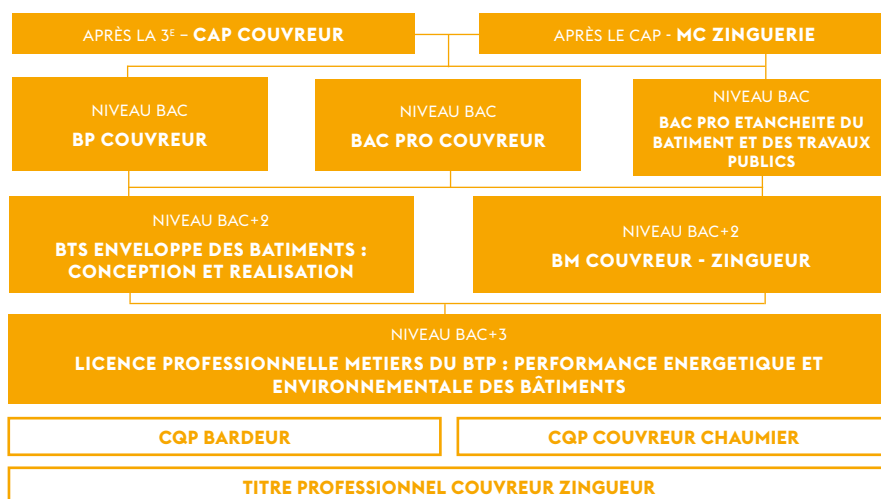 APRÈS LA 3E – CAP COUVREUR
APRÈS LE CAP - MC ZINGUERIE
NIVEAU BAC
BP COUVREUR
NIVEAU BAC
BAC PRO COUVREUR
NIVEAU BAC
BAC PRO ETANCHEITE DU
BATIMENT ET DES TRAVAUX
PUBLICS
NIVEAU BAC+2
BTS ENVELOPPE DES BATIMENTS :
CONCEPTION ET REALISATION
NIVEAU BAC+2
BM COUVREUR - ZINGUEUR
NIVEAU BAC+3
LICENCE PROFESSIONNELLE METIERS DU BTP : PERFORMANCE ENERGETIQUE ET
ENVIRONNEMENTALE DES BÂTIMENTS
CQP BARDEUR
CQP COUVREUR CHAUMIER
TITRE PROFESSIONNEL COUVREUR ZINGUEUR